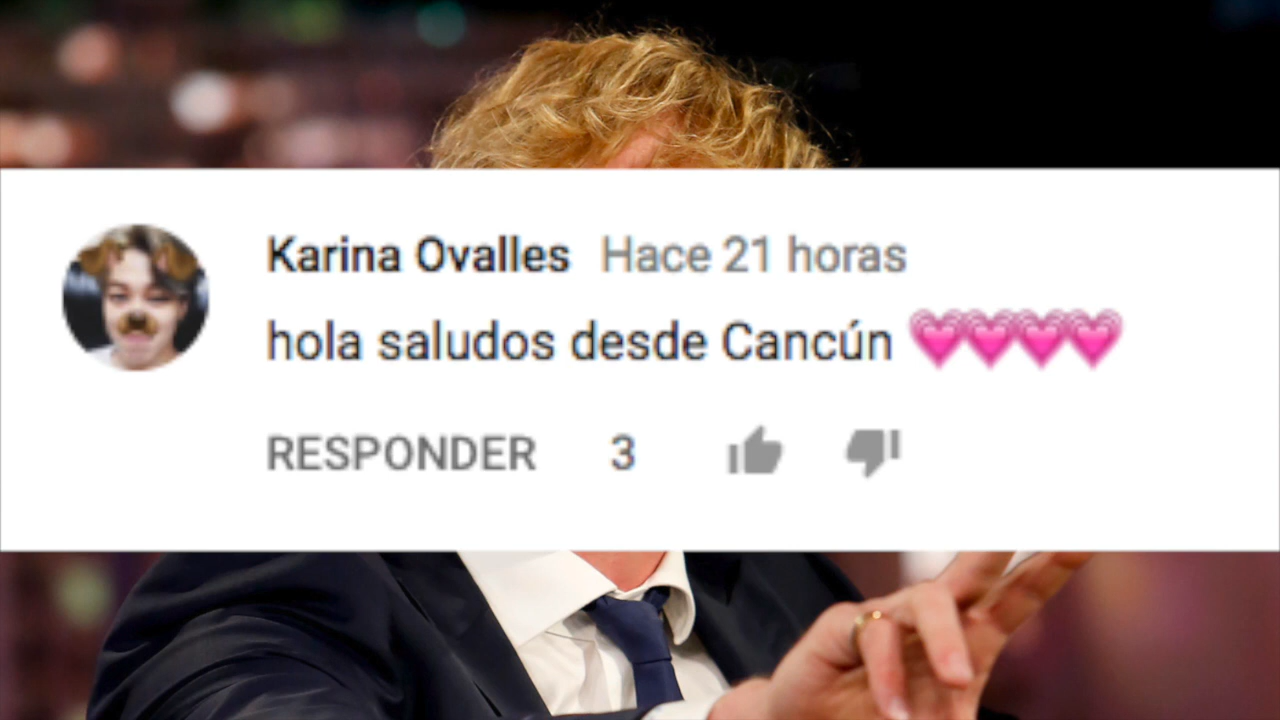 Karina Ovalles Hace 21 horas
hola saludos desde Cancún 💗💗💗💗
RESPONDER 3